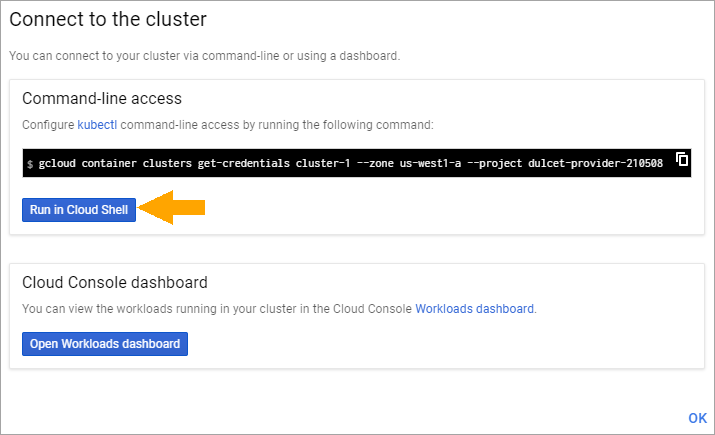 Connect to the cluster
You can connect to your cluster via command-line or using a dashboard.
Command-line access
Configure kubectl command-line access by running the following command:
$ gcloud container clusters get-credentials cluster-1 --zone us-west1-a --project dulcet-provider-210508
Run in Cloud Shell
Cloud Console dashboard
You can view the workloads running in your cluster in the Cloud Console Workloads dashboard.
Open Workloads dashboard
OK